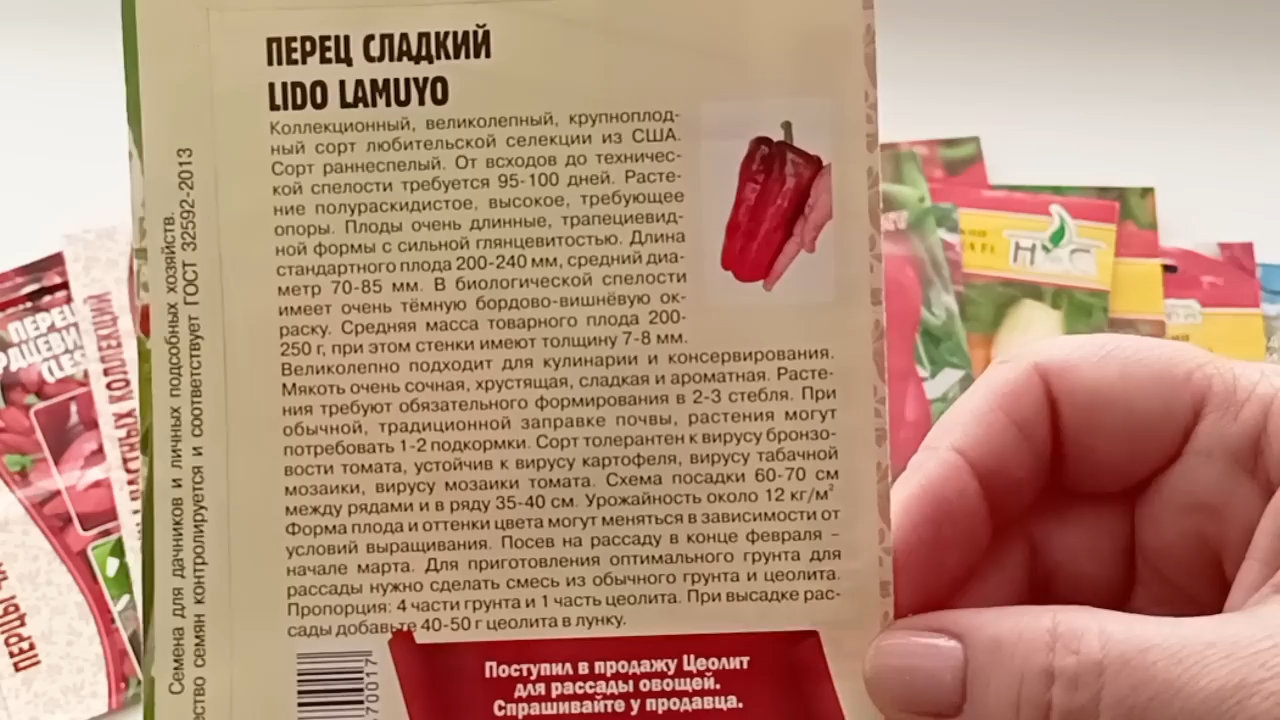 ПЕРЕЦ СЛАДКИЙ
LIDO LAMUYO
Коллекционный, великолепный, крупноплод-
ный сорт любительской селекции из США.
Сорт раннеспелый. От всходов до техничес-
кой спелости требуется 95-100 дней. Расте-
ние полураскидистое, высокое, требующее
опоры. Плоды очень длинные, трапециевид-
ной формы с сильной глянцевитостью. Длина
стандартного плода 200-240 мм, средний диа-
метр 70-85 мм. В биологической спелости
имеет очень тёмную бордово-вишнёвую ок-
раску. Средняя масса товарного плода 200-
250 г, при этом стенки имеют толщину 7-8 мм.
Великолепно подходит для кулинарии и консервирования.
Мякоть очень сочная, хрустящая, сладкая и ароматная. Расте-
ния требуют обязательного формирования в 2-3 стебля. При
обычной, традиционной заправке почвы, растения могут
потребовать 1-2 подкормки. Сорт толерантен к вирусу бронзо-
вости томата, устойчив к вирусу картофеля, вирусу табачной
мозаики, вирусу мозаики томата. Схема посадки 60-70 см
между рядами и в ряду 35-40 см. Урожайность около 12 кг/м²
Форма плода и оттенки цвета могут меняться в зависимости от
условий выращивания. Посев на рассаду в конце февраля –
начале марта. Для приготовления оптимального грунта для
рассады нужно сделать смесь из обычного грунта и цеолита.
Пропорция: 4 части грунта и 1 часть цеолита. При высадке рас-
сады добавьте 40-50 г цеолита в лунку.
Поступил в продажу Цеолит
для рассады овощей.
Спрашивайте у продавца.
Семена для дачников и личных подсобных хозяйств.
ество семян контролируется и соответствует ГОСТ 32592-2013
70017
ПЕРЕЦ
РДЦЕВИ
ПЕРЦЫ
КОЛЛЕКЦИЙ